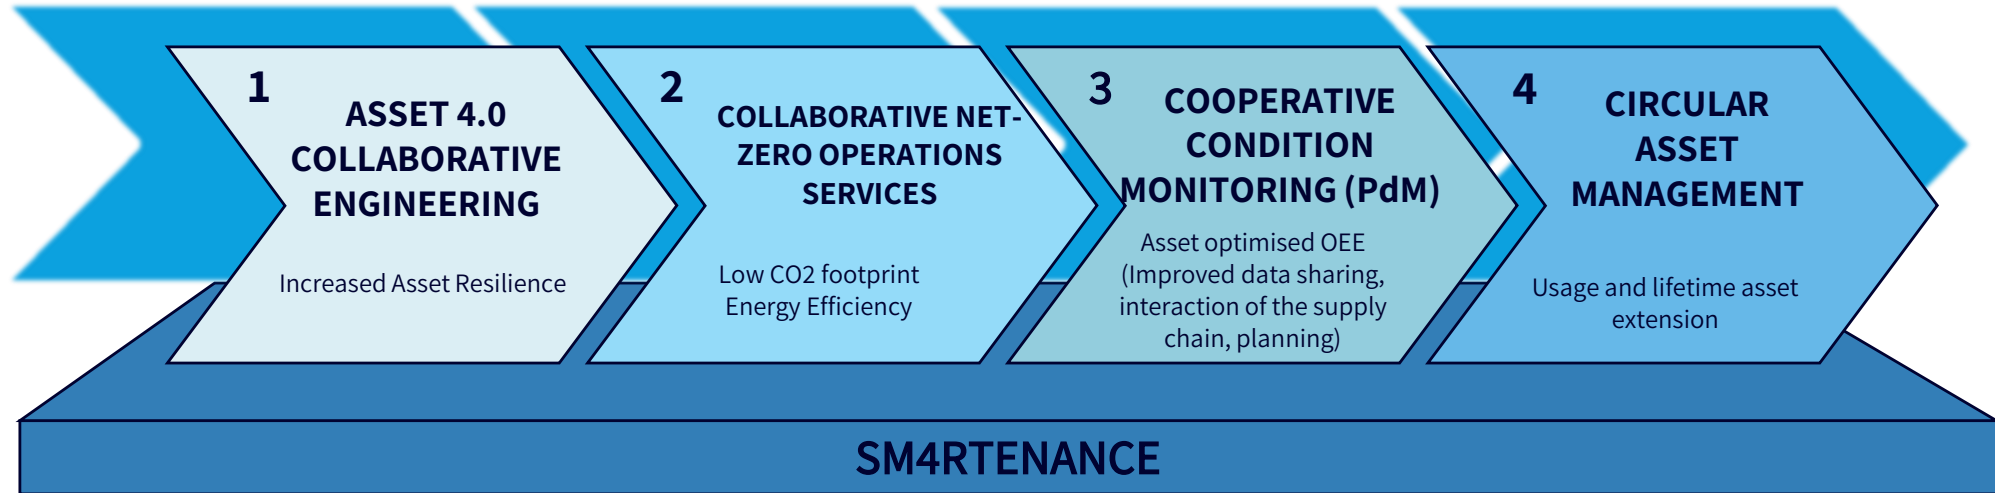 1
ASSET 4.0
COLLABORATIVE
ENGINEERING
Increased Asset Resilience
2
COLLABORATIVE NET-
ZERO OPERATIONS
SERVICES
Low CO2 footprint
Energy Efficiency
3
COOPERATIVE
CONDITION
MONITORING (PdM)
Asset optimised OEE
(Improved data sharing,
interaction of the supply
chain, planning)
4
CIRCULAR
ASSET
MANAGEMENT
Usage and lifetime asset
extension
SM4RTENANCE